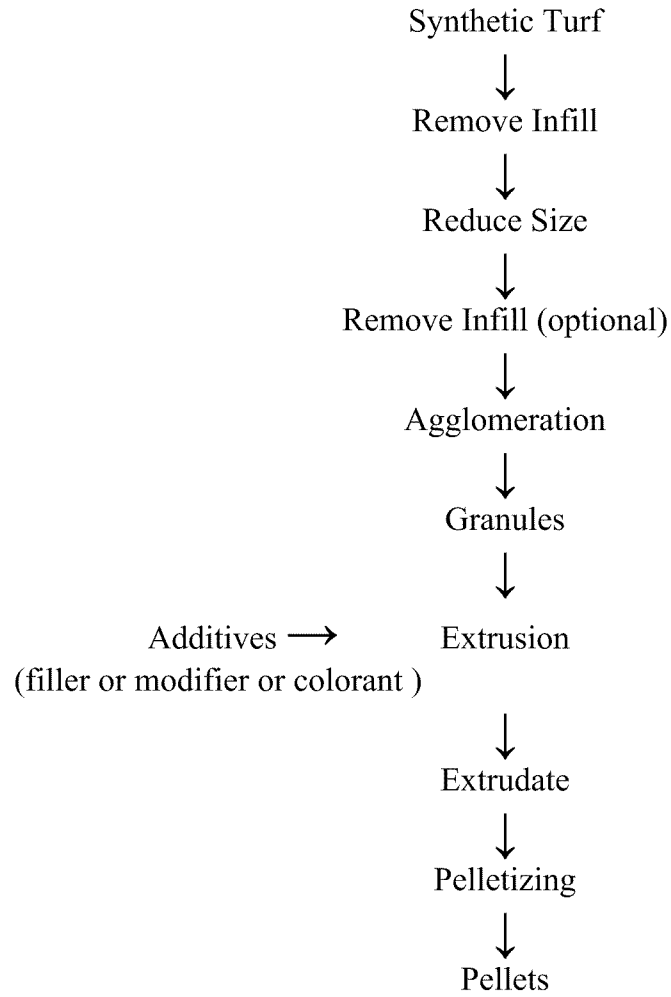 Synthetic Turf
Remove Infill
Reduce Size
Remove Infill (optional)
Agglomeration
Granules
Additives → Extrusion
(filler or modifier or colorant )
Extrudate
Pelletizing
Pellets